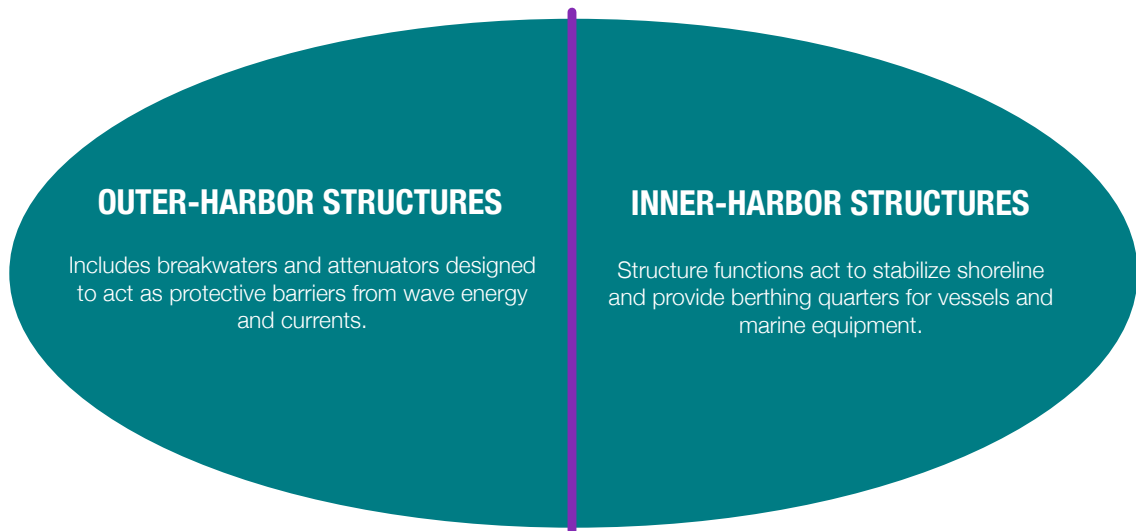 OUTER-HARBOR STRUCTURES
Includes breakwaters and attenuators designed
to act as protective barriers from wave energy
and currents.
INNER-HARBOR STRUCTURES
Structure functions act to stabilize shoreline
and provide berthing quarters for vessels and
marine equipment.